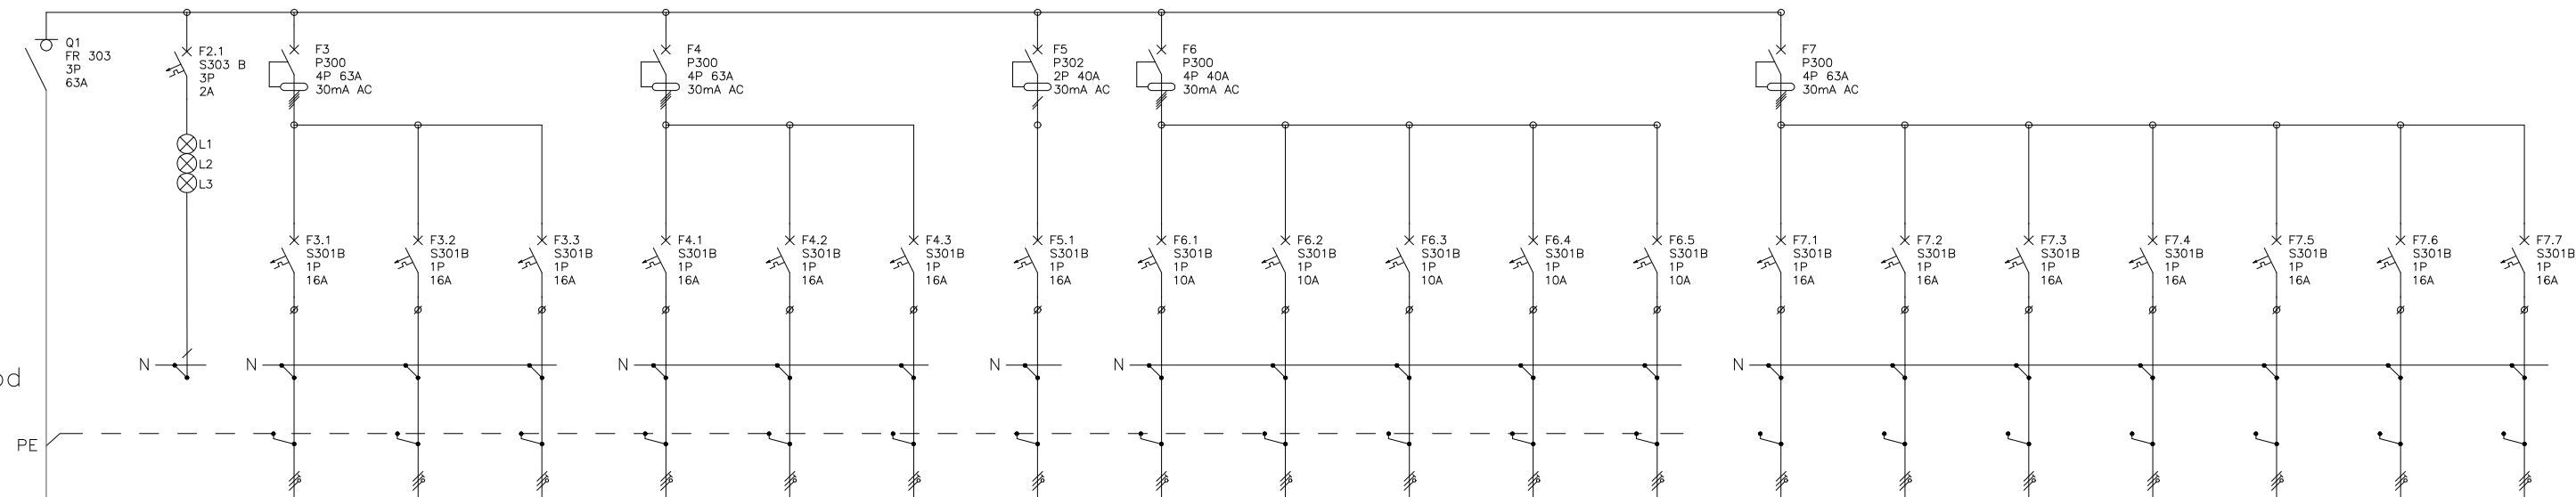 Q1
FR 303
3P
63A
F2.1
S303 B
3P
2A
L1
L2
L3
F3
P300
4P 63A
30mA AC
F4
P300
4P 63A
30mA AC
F5
P302
2P 40A
30mA AC
F6
P300
4P 40A
30mA AC
F7
P300
4P 63A
30mA AC
F3.1
S301B
1P
16A
F3.2
S301B
1P
16A
F3.3
S301B
1P
16A
F4.1
S301B
1P
16A
F4.2
S301B
1P
16A
F4.3
S301B
1P
16A
F5.1
S301B
1P
16A
F6.1
S301B
1P
10A
F6.2
S301B
1P
10A
F6.3
S301B
1P
10A
F6.4
S301B
1P
10A
F6.5
S301B
1P
10A
F7.1
S301B
1P
16A
F7.2
S301B
1P
16A
F7.3
S301B
1P
16A
F7.4
S301B
1P
16A
F7.5
S301B
1P
16A
F7.6
S301B
1P
16A
F7.7
S301B
1P
16A
N
N
N
N
N
N
PE